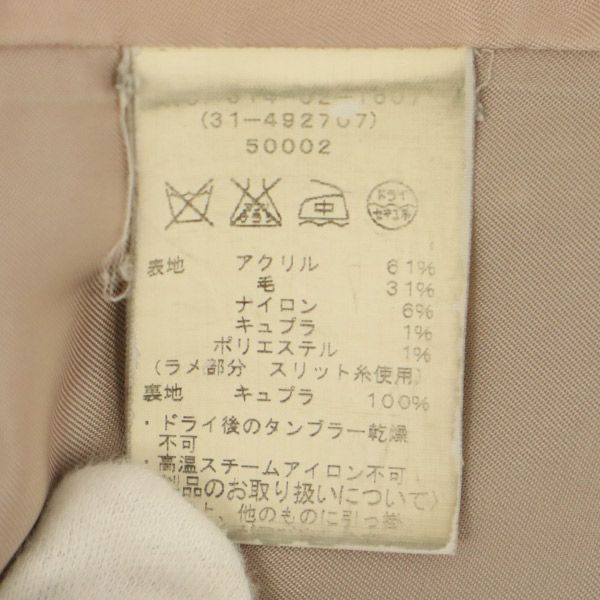 (31-492707)
50002
中
ドライ
セキユ系
表地 アクリル 61%
毛 31%
ナイロン 6%
キュプラ 1%
ポリエステル 1%
(ラメ部分 スリット糸使用)
裏地 キュプラ 100%
・ドライ後のタンブラー乾燥
不可
・高温スチームアイロン不可
製品のお取り扱いについて〉
上、他のものに引っ掛